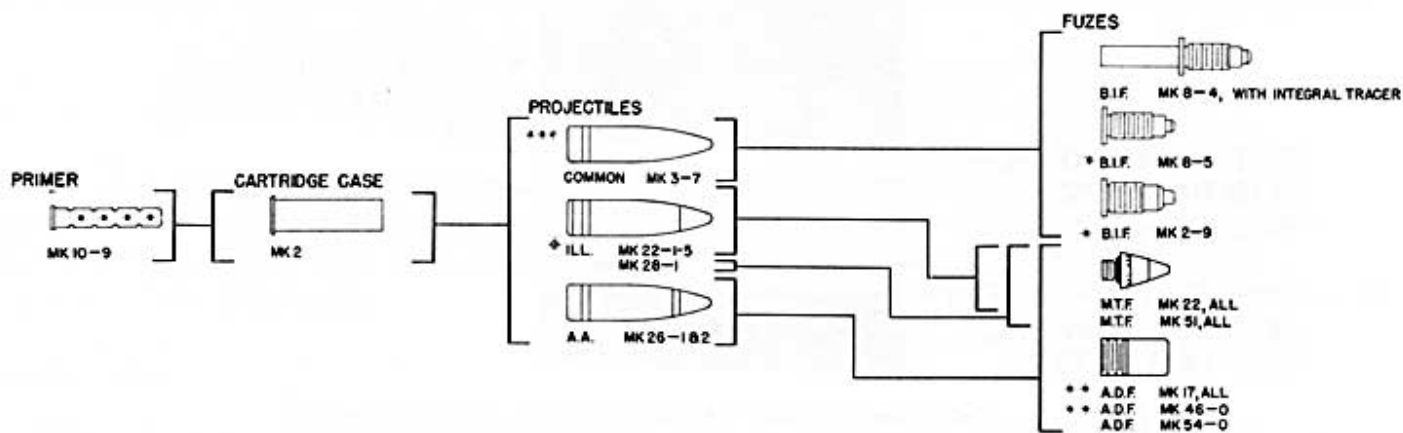 PRIMER
MK 10-9
CARTRIDGE CASE
MK 2
PROJECTILES
***
COMMON MK 3-7
* ILL. MK 22-1-5
MK 28-1
A.A. MK 26-1 & 2
FUZES
B.I.F. MK 8-4, WITH INTEGRAL TRACER
* B.I.F. MK 8-5
* B.I.F. MK 2-9
M.T.F. MK 22, ALL
M.T.F. MK 51, ALL
** A.D.F. MK 17, ALL
** A.D.F. MK 46-0
A.D.F. MK 54-0